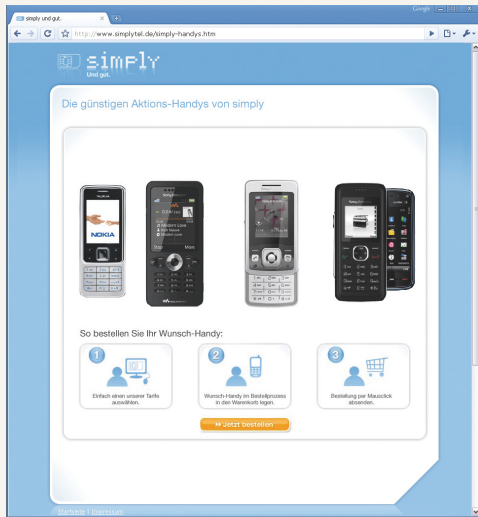 Google
simply und gut.
http://www.simplytel.de/simply-handys.htm
simply
Und gut.
Die günstigen Aktions-Handys von simply
NOKIA
NOKIA
So bestellen Sie Ihr Wunsch-Handy:
1
Einfach einen unserer Tarife
auswählen.
2
Wunsch-Handy im Bestellprozess
in den Warenkorb legen.
3
Bestellung per Mausclick
absenden.
Jetzt bestellen
Startseite | Impressum